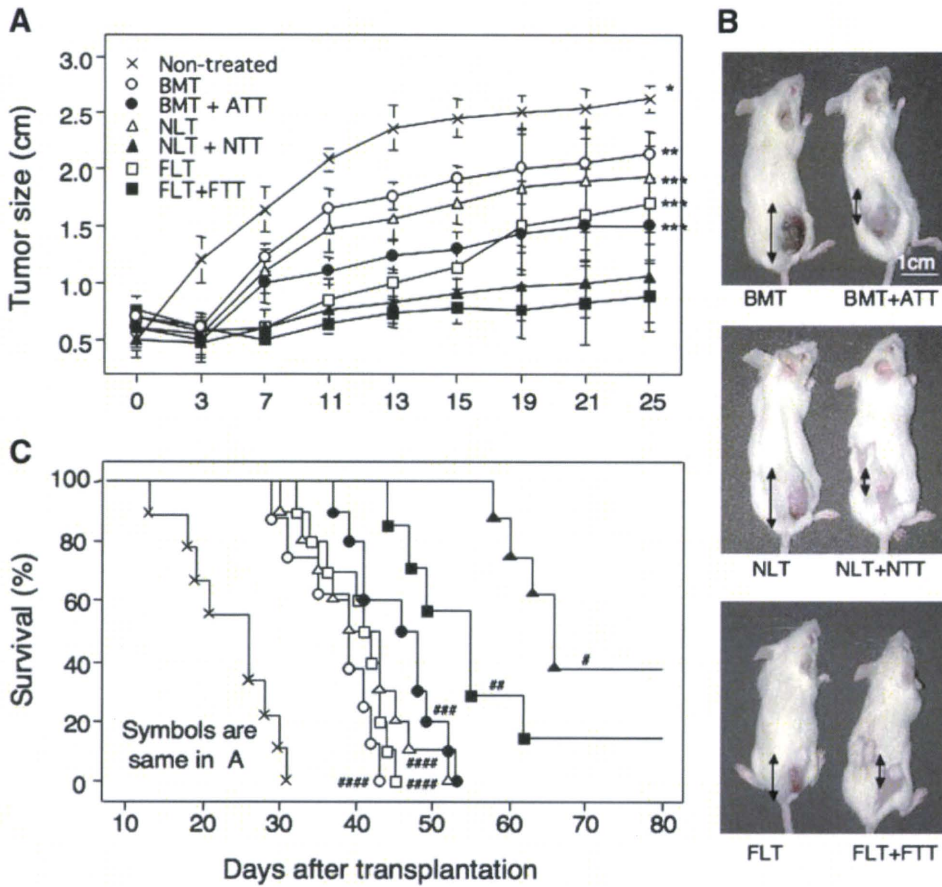 A
Tumor size (cm)
3.0
2.5
2.0
1.5
1.0
0.5
× Non-treated
○ BMT
● BMT + ATT
△ NLT
▲ NLT + NTT
□ FLT
■ FLT+FTT
*
**
***
***
***
0 3 7 11 13 15 19 21 25
B
1cm
BMT BMT+ATT
NLT NLT+NTT
FLT FLT+FTT
C
Survival (%)
100
80
60
40
20
0
Symbols are
same in A
#
##
###
####
#### ####
10 20 30 40 50 60 70 80
Days after transplantation